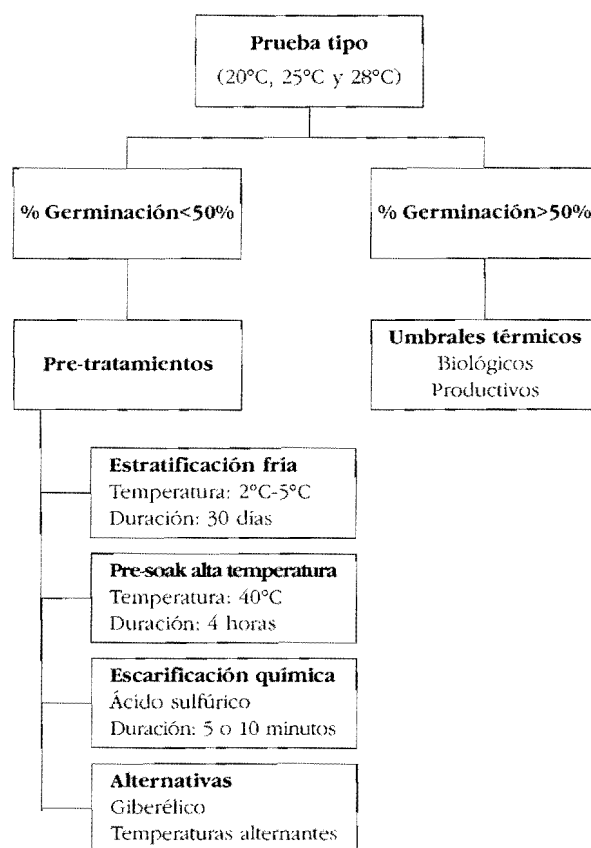 Prueba tipo
(20°C, 25°C y 28°C)
% Germinación<50%
% Germinación>50%
Pre-tratamientos
Umbrales térmicos
Biológicos
Productivos
Estratificación fría
Temperatura: 2°C-5°C
Duración: 30 días
Pre-soak alta temperatura
Temperatura: 40°C
Duración: 4 horas
Escarificación química
Ácido sulfúrico
Duración: 5 o 10 minutos
Alternativas
Giberélico
Temperaturas alternantes